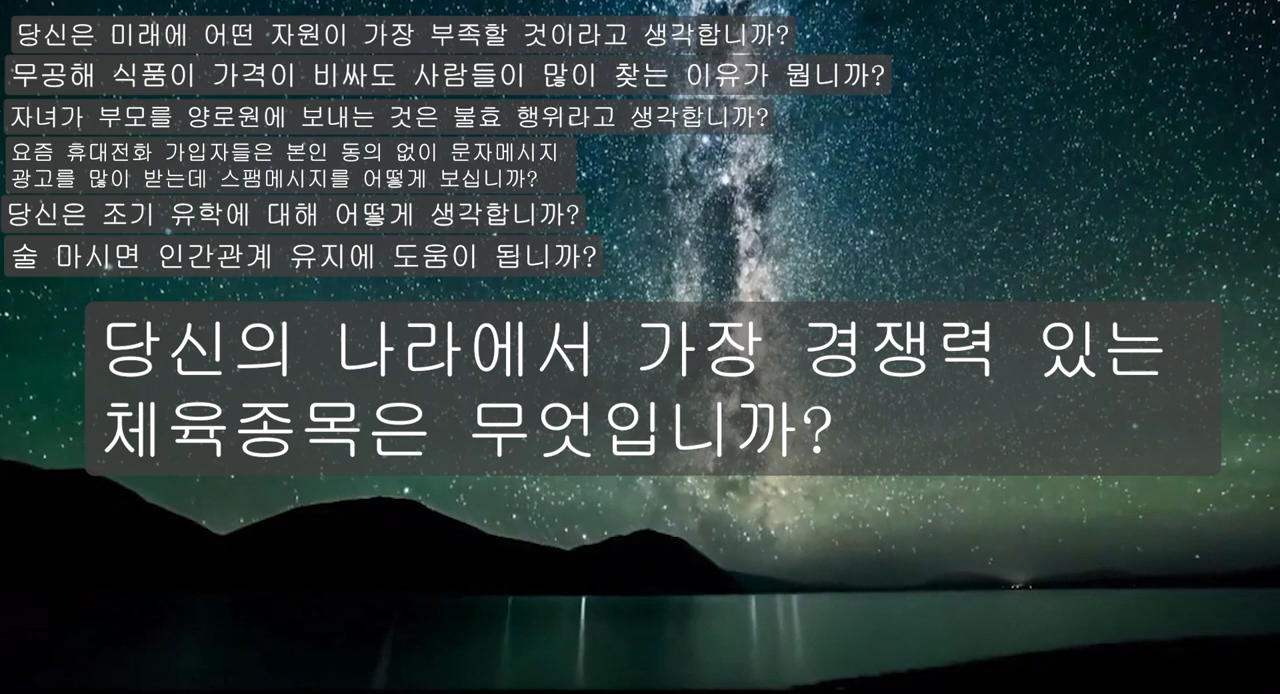 당신은 미래에 어떤 자원이 가장 부족할 것이라고 생각합니까?
무공해 식품이 가격이 비싸도 사람들이 많이 찾는 이유가 뭡니까?
자녀가 부모를 양로원에 보내는 것은 불효 행위라고 생각합니까?
요즘 휴대전화 가입자들은 본인 동의 없이 문자메시지
광고를 많이 받는데 스팸메시지를 어떻게 보십니까?
당신은 조기 유학에 대해 어떻게 생각합니까?
술 마시면 인간관계 유지에 도움이 됩니까?
당신의 나라에서 가장 경쟁력 있는
체육종목은 무엇입니까?